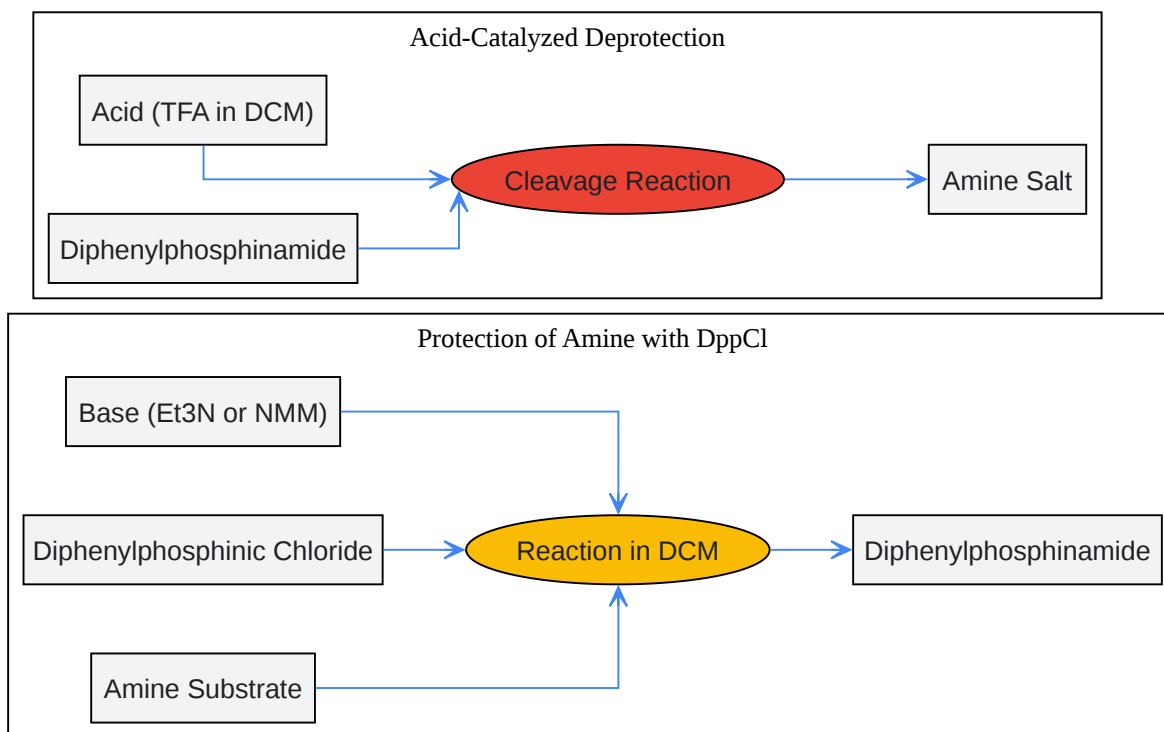 Acid-Catalyzed Deprotection
Acid (TFA in DCM)
Cleavage Reaction
Amine Salt
Diphenylphosphinamide
Protection of Amine with DppCl
Base (Et3N or NMM)
Diphenylphosphinic Chloride
Reaction in DCM
Diphenylphosphinamide
Amine Substrate